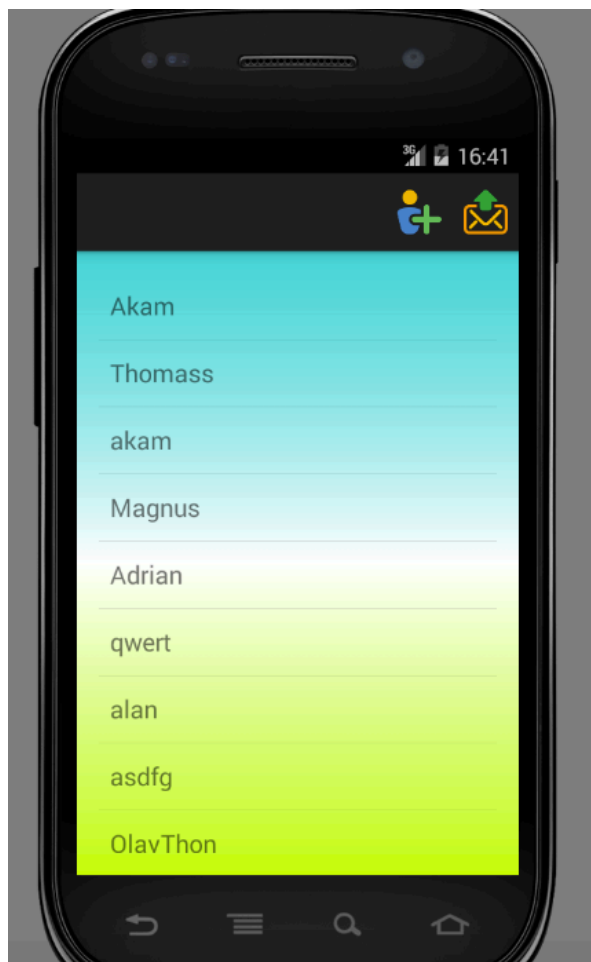 3G 16:41
Akam
Thomass
akam
Magnus
Adrian
qwert
alan
asdfg
OlavThon